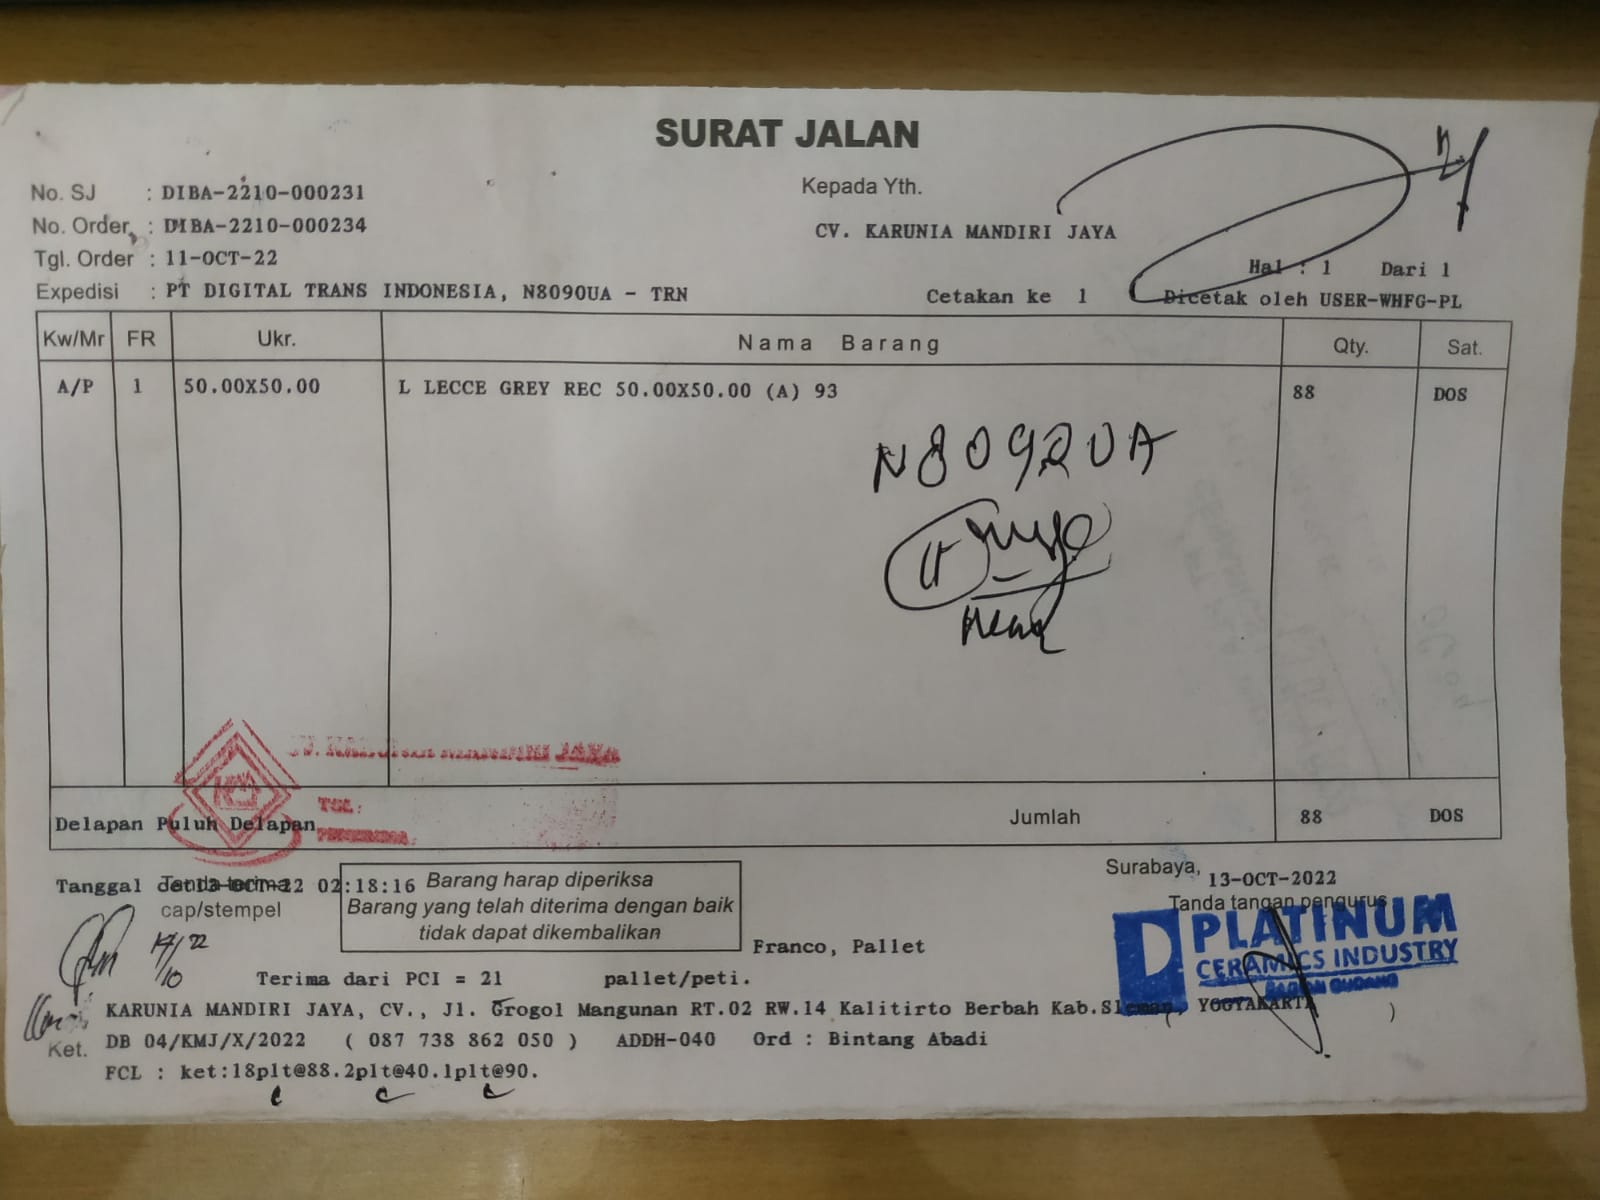 SURAT JALAN
No. SJ : DIBA-2210-000231
Kepada Yth.
No. Order : DIBA-2210-000234
CV. KARUNIA MANDIRI JAYA
Tgl. Order : 11-OCT-22
Hal : 1 Dari 1
Expedisi : PT DIGITAL TRANS INDONESIA, N8090UA - TRN
Cetakan ke 1 Dicetak oleh USER-WHFG-PL
Kw/Mr FR Ukr. Nama Barang Qty. Sat.
A/P 1 50.00X50.00 L LECCE GREY REC 50.00X50.00 (A) 93 88 DOS
N8092UA
TGL:
Delapan Puluh Delapan Jumlah 88 DOS
Surabaya, 13-OCT-2022
Tanggal cetak 13-OCT-22 02:18:16
Tanda terima
cap/stempel
Barang harap diperiksa
Barang yang telah diterima dengan baik
tidak dapat dikembalikan
Tanda tangan pengurus
PLATINUM
CERAMICS INDUSTRY
BAGIAN GUDANG
17/10 22
Franco, Pallet
Terima dari PCI = 21 pallet/peti.
KARUNIA MANDIRI JAYA, CV., Jl. Grogol Mangunan RT.02 RW.14 Kalitirto Berbah Kab.Sleman, YOGYAKARTA )
Ket. DB 04/KMJ/X/2022 ( 087 738 862 050 ) ADDH-040 Ord : Bintang Abadi
FCL : ket:18plt@88.2plt@40.1plt@90.